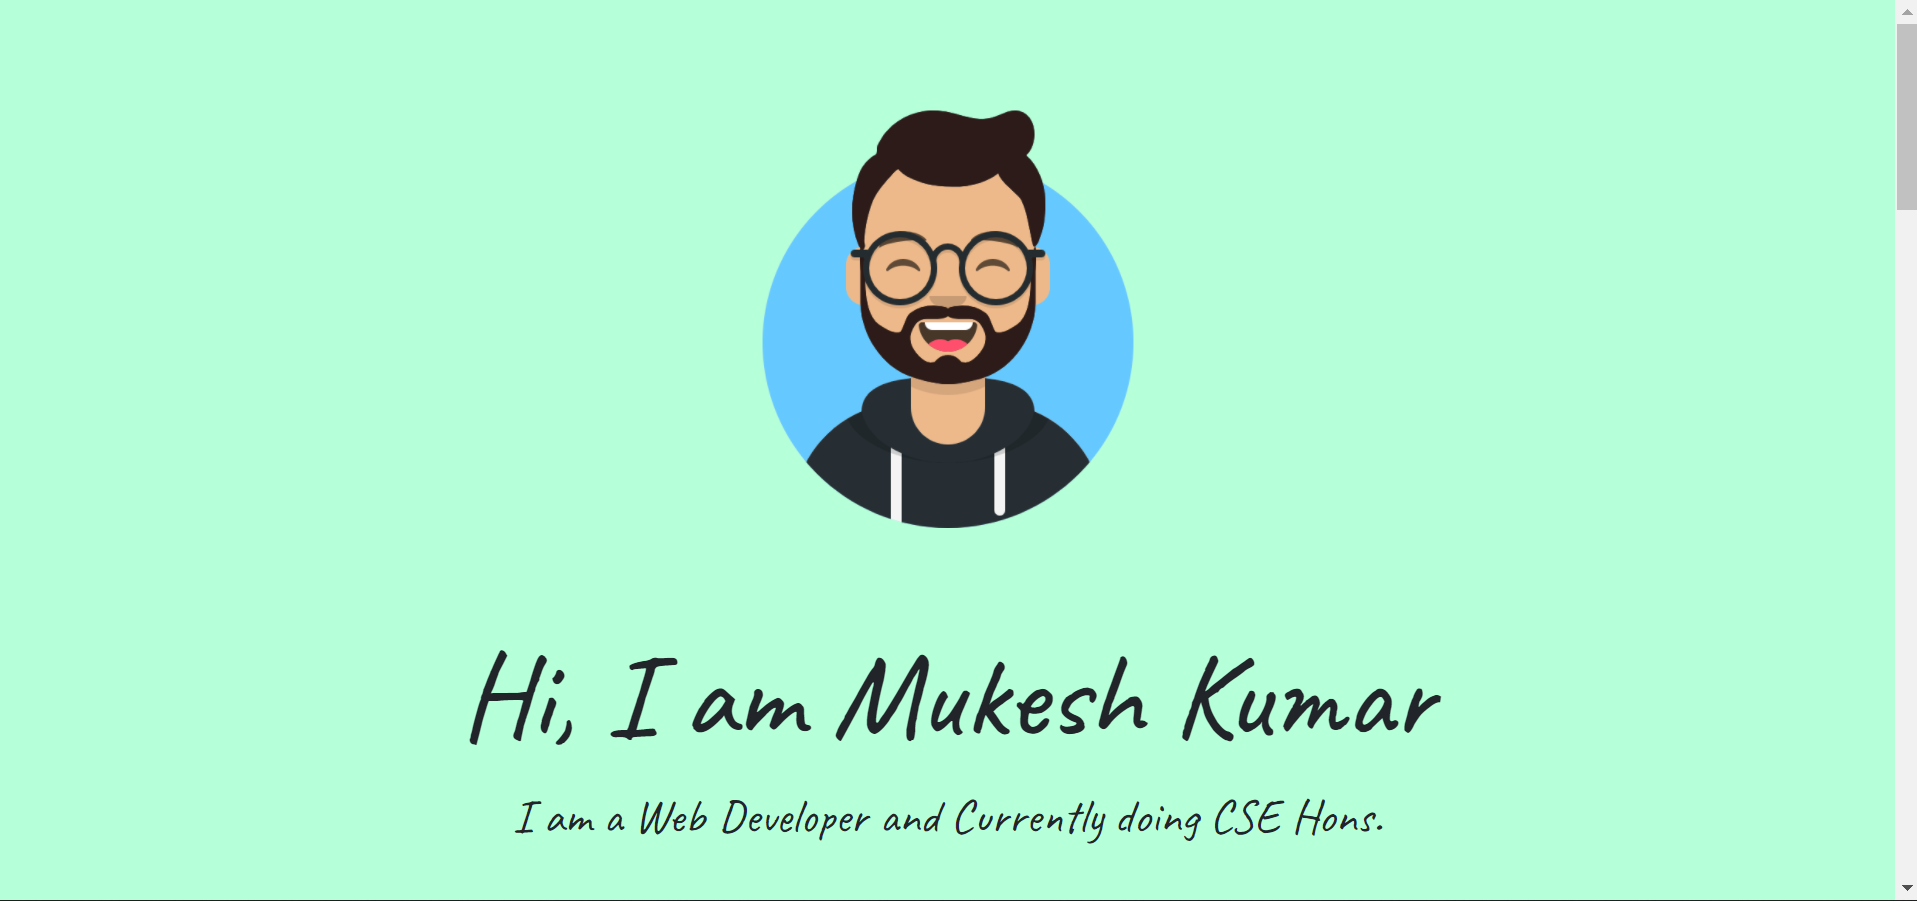 Hi, I am Mukesh Kumar
I am a Web Developer and Currently doing CSE Hons.